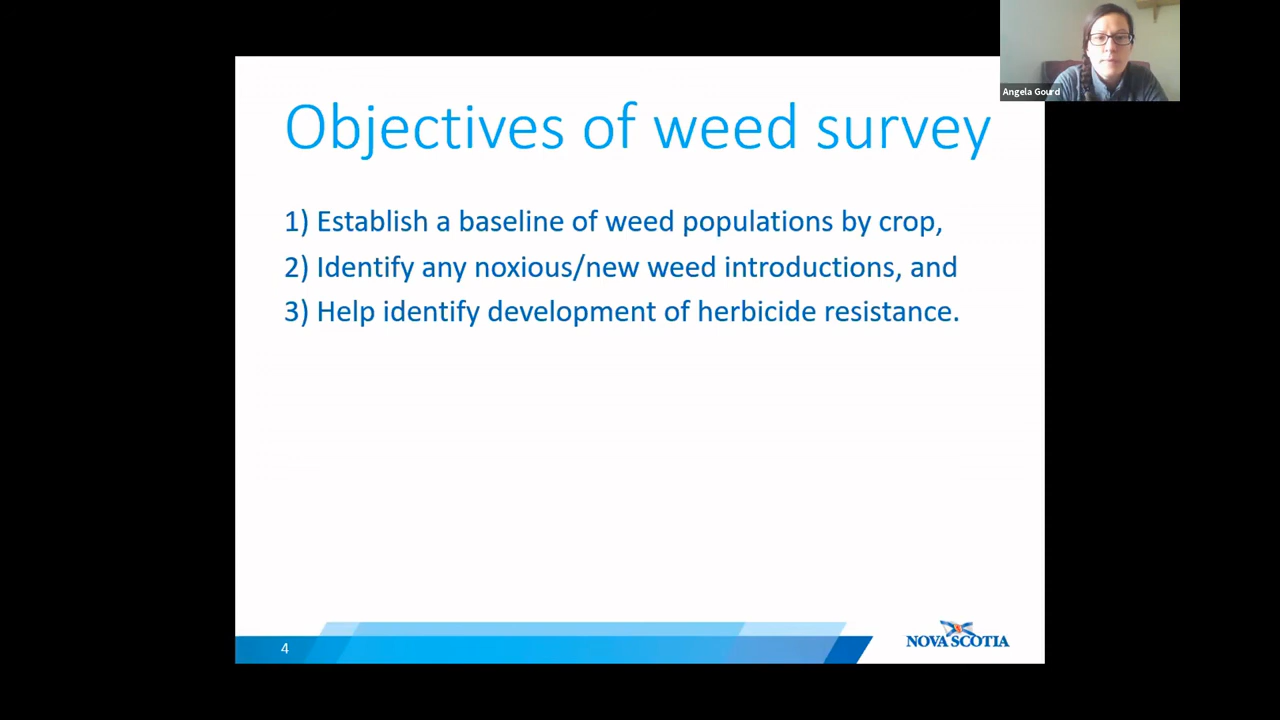 Angela Gourd
Objectives of weed survey
1) Establish a baseline of weed populations by crop,
2) Identify any noxious/new weed introductions, and
3) Help identify development of herbicide resistance.
4
NOVA SCOTIA